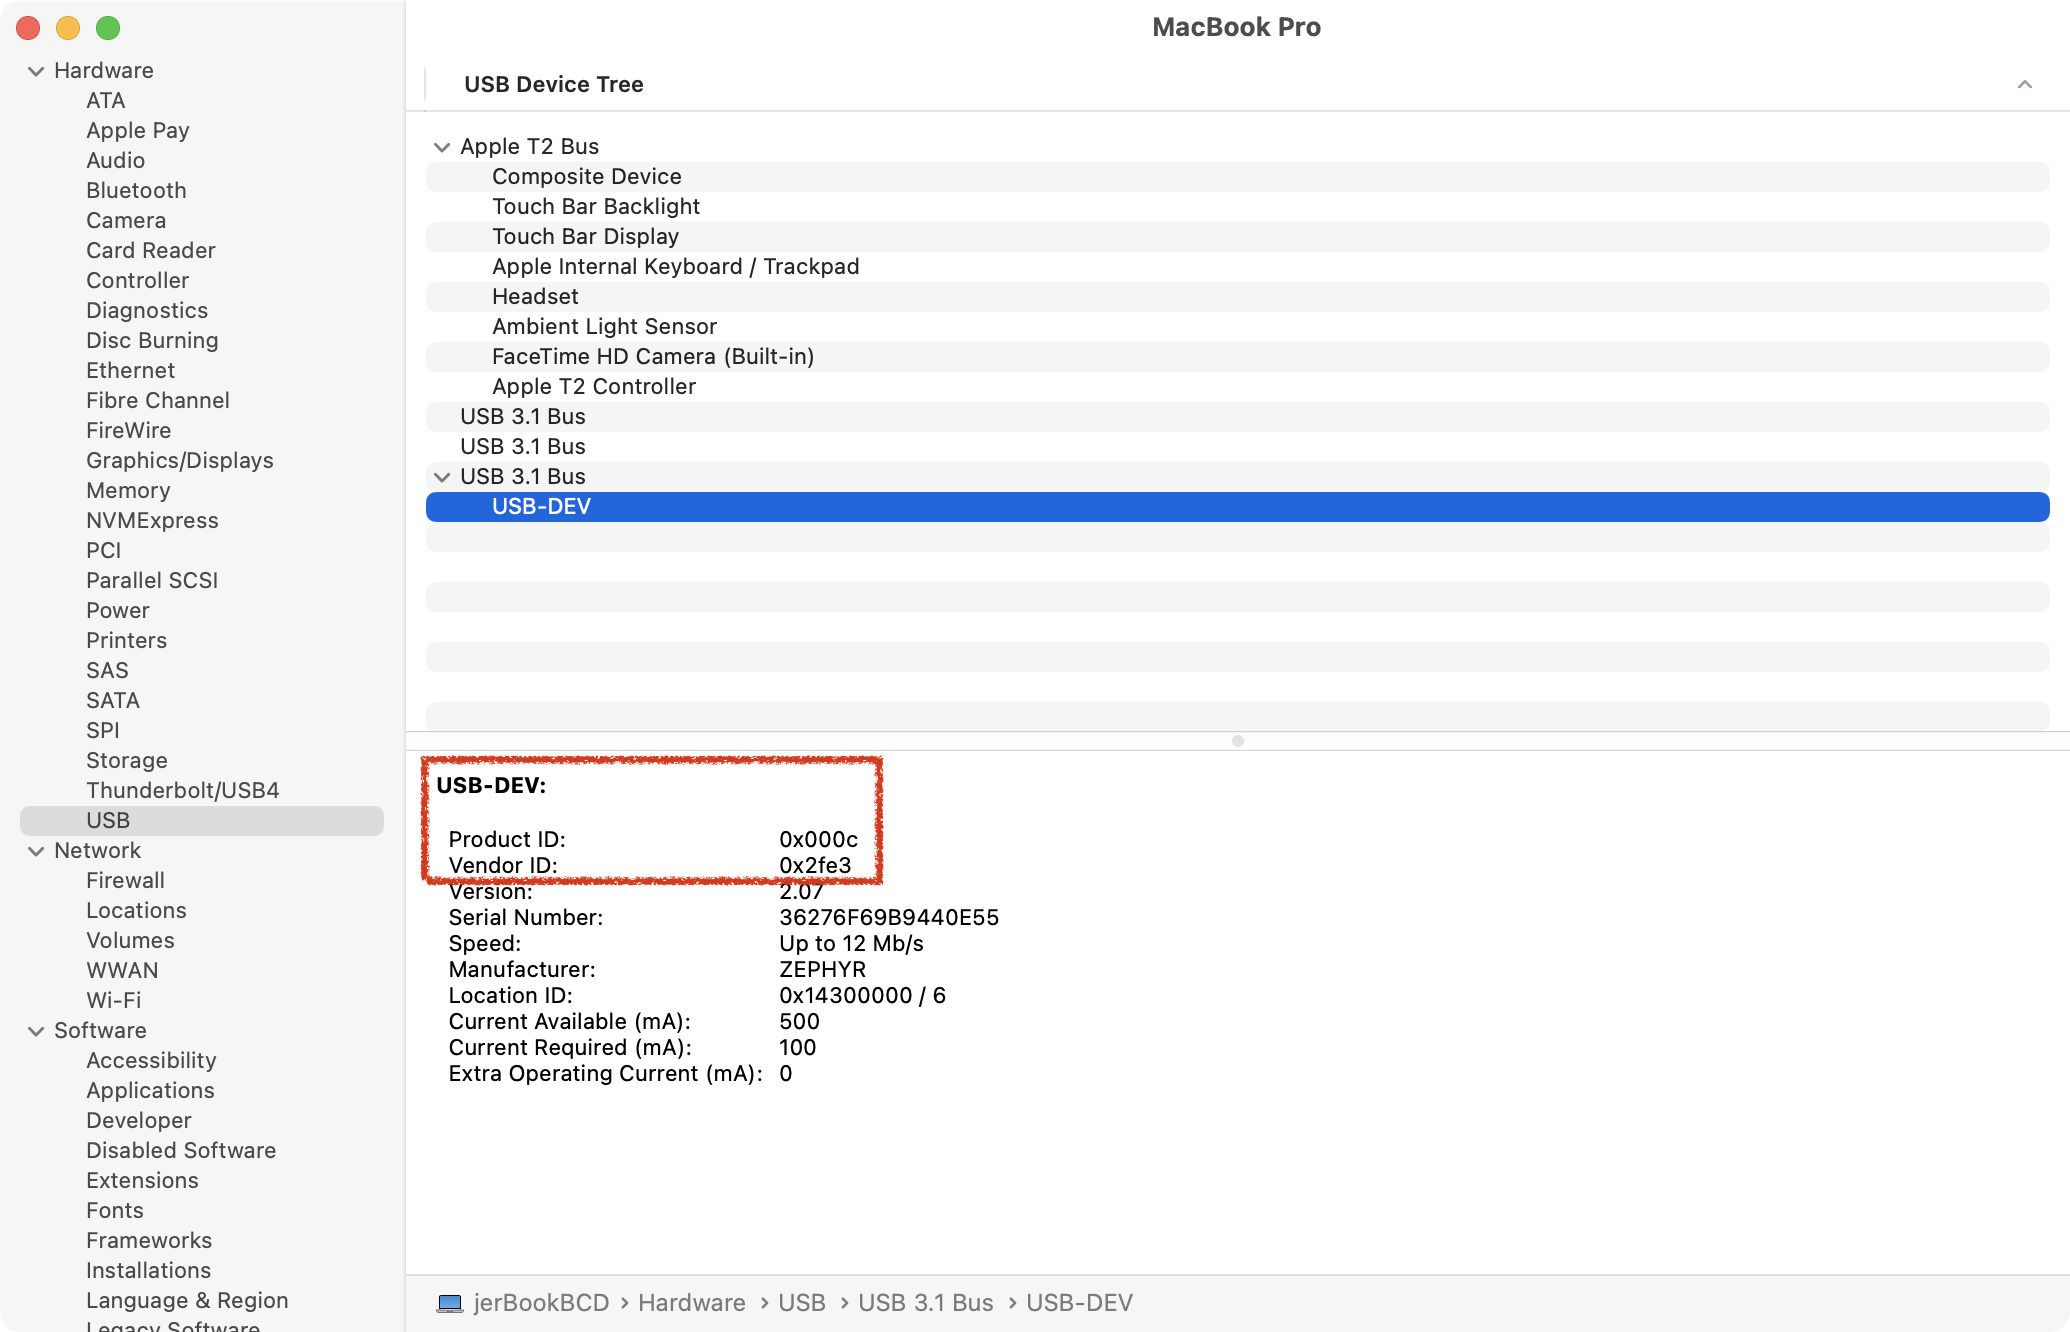 MacBook Pro
Hardware
ATA
Apple Pay
Audio
Bluetooth
Camera
Card Reader
Controller
Diagnostics
Disc Burning
Ethernet
Fibre Channel
FireWire
Graphics/Displays
Memory
NVMExpress
PCI
Parallel SCSI
Power
Printers
SAS
SATA
SPI
Storage
Thunderbolt/USB4
USB
Network
Firewall
Locations
Volumes
WWAN
Wi-Fi
Software
Accessibility
Applications
Developer
Disabled Software
Extensions
Fonts
Frameworks
Installations
Language & Region
Legacy Software
USB Device Tree
Apple T2 Bus
Composite Device
Touch Bar Backlight
Touch Bar Display
Apple Internal Keyboard / Trackpad
Headset
Ambient Light Sensor
FaceTime HD Camera (Built-in)
Apple T2 Controller
USB 3.1 Bus
USB 3.1 Bus
USB 3.1 Bus
USB-DEV
USB-DEV:
Product ID: 0x000c
Vendor ID: 0x2fe3
Version: 2.07
Serial Number: 36276F69B9440E55
Speed: Up to 12 Mb/s
Manufacturer: ZEPHYR
Location ID: 0x14300000 / 6
Current Available (mA): 500
Current Required (mA): 100
Extra Operating Current (mA): 0
jerBookBCD › Hardware › USB › USB 3.1 Bus › USB-DEV